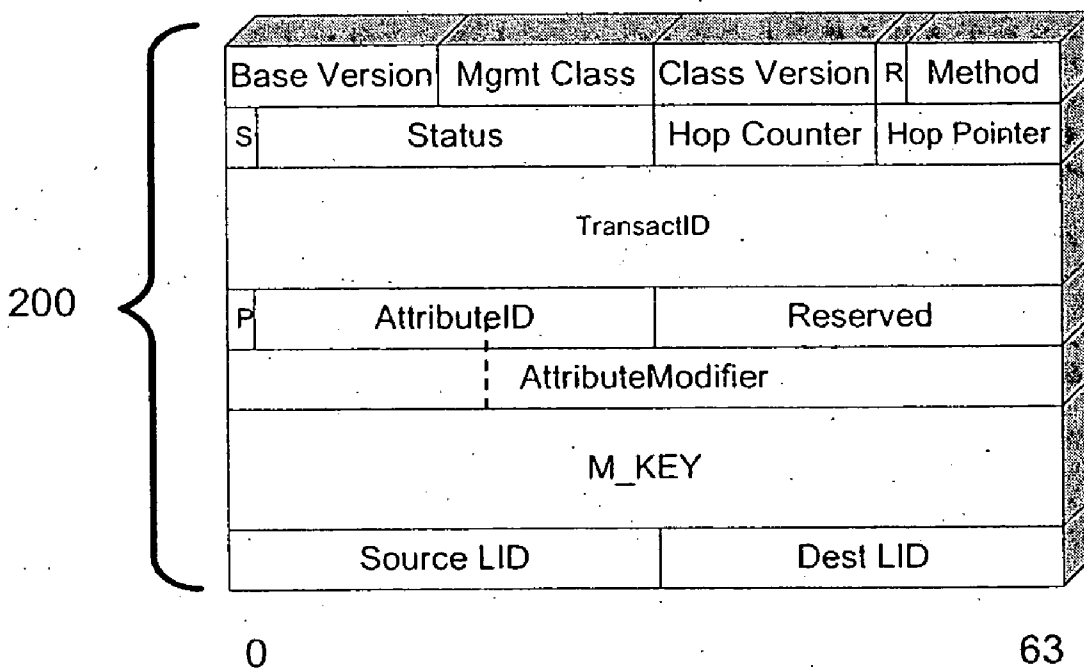 Base Version Mgmt Class Class Version R Method
S Status Hop Counter Hop Pointer
TransactID
200
P AttributeID Reserved
AttributeModifier
M_KEY
Source LID Dest LID
0 63